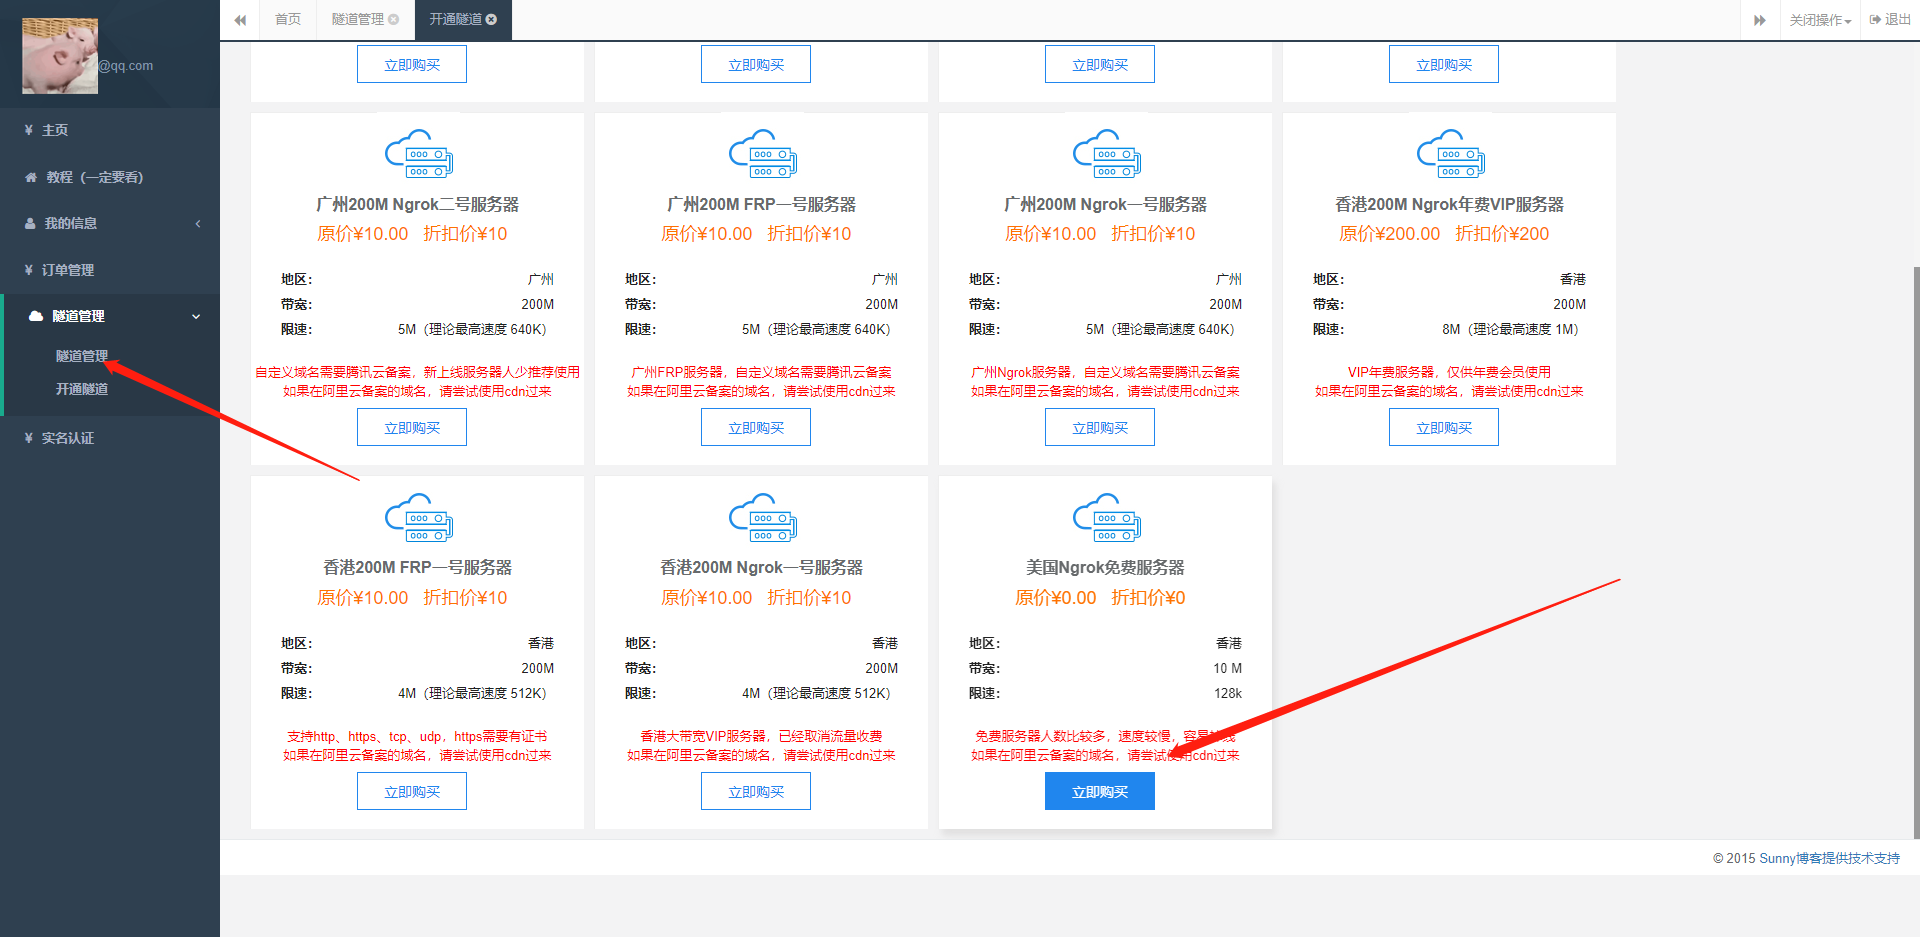 @qq.com
¥ 主页
教程（一定要看）
我的信息
¥ 订单管理
隧道管理
隧道管理
开通隧道
¥ 实名认证
首页 隧道管理 开通隧道 关闭操作 退出
立即购买 立即购买 立即购买 立即购买
广州200M Ngrok二号服务器
原价¥10.00 折扣价¥10
地区： 广州
带宽： 200M
限速： 5M（理论最高速度 640K）
自定义域名需要腾讯云备案，新上线服务器人少推荐使用
如果在阿里云备案的域名，请尝试使用cdn过来
立即购买
广州200M FRP一号服务器
原价¥10.00 折扣价¥10
地区： 广州
带宽： 200M
限速： 5M（理论最高速度 640K）
广州FRP服务器，自定义域名需要腾讯云备案
如果在阿里云备案的域名，请尝试使用cdn过来
立即购买
广州200M Ngrok一号服务器
原价¥10.00 折扣价¥10
地区： 广州
带宽： 200M
限速： 5M（理论最高速度 640K）
广州Ngrok服务器，自定义域名需要腾讯云备案
如果在阿里云备案的域名，请尝试使用cdn过来
立即购买
香港200M Ngrok年费VIP服务器
原价¥200.00 折扣价¥200
地区： 香港
带宽： 200M
限速： 8M（理论最高速度 1M）
VIP年费服务器，仅供年费会员使用
如果在阿里云备案的域名，请尝试使用cdn过来
立即购买
香港200M FRP一号服务器
原价¥10.00 折扣价¥10
地区： 香港
带宽： 200M
限速： 4M（理论最高速度 512K）
支持http、https、tcp、udp，https需要有证书
如果在阿里云备案的域名，请尝试使用cdn过来
立即购买
香港200M Ngrok一号服务器
原价¥10.00 折扣价¥10
地区： 香港
带宽： 200M
限速： 4M（理论最高速度 512K）
香港大带宽VIP服务器，已经取消流量收费
如果在阿里云备案的域名，请尝试使用cdn过来
立即购买
美国Ngrok免费服务器
原价¥0.00 折扣价¥0
地区： 香港
带宽： 10 M
限速： 128k
免费服务器人数比较多，速度较慢，容易
如果在阿里云备案的域名，请尝试使用cdn过来
立即购买
© 2015 Sunny博客提供技术支持